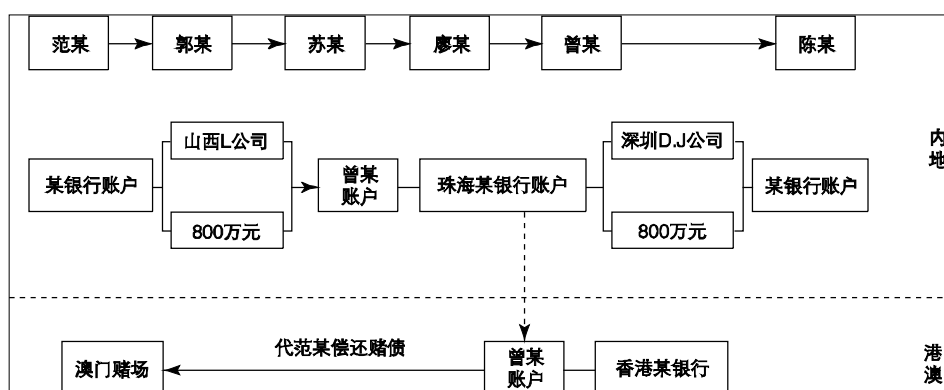 范某
郭某
苏某
廖某
曾某
陈某
山西L公司
深圳D.J公司
内
地
某银行账户
曾某
账户
珠海某银行账户
某银行账户
800万元
800万元
代范某偿还赌债
港
澳
澳门赌场
曾某
账户
香港某银行